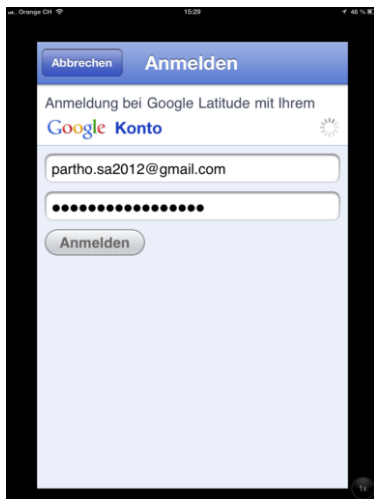 Orange CH 15:29 48 %
Abbrechen Anmelden
Anmeldung bei Google Latitude mit Ihrem
Google Konto
partho.sa2012@gmail.com
•••••••••••••••••
Anmelden
1x